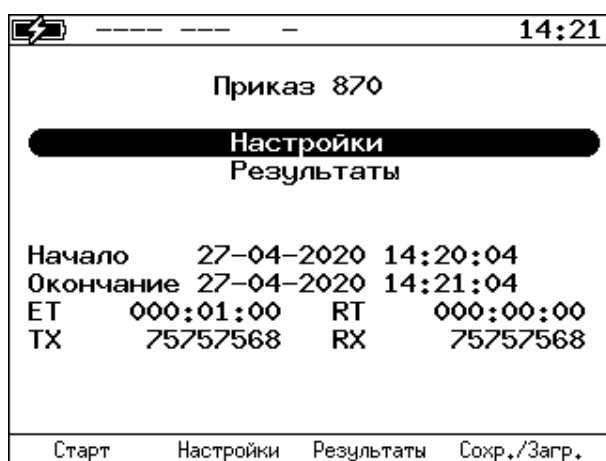 ---- --- - 14:21
Приказ 870
Настройки
Результаты
Начало 27-04-2020 14:20:04
Окончание 27-04-2020 14:21:04
ET 000:01:00 RT 000:00:00
TX 75757568 RX 75757568
Старт Настройки Результаты Сохр./Загр.